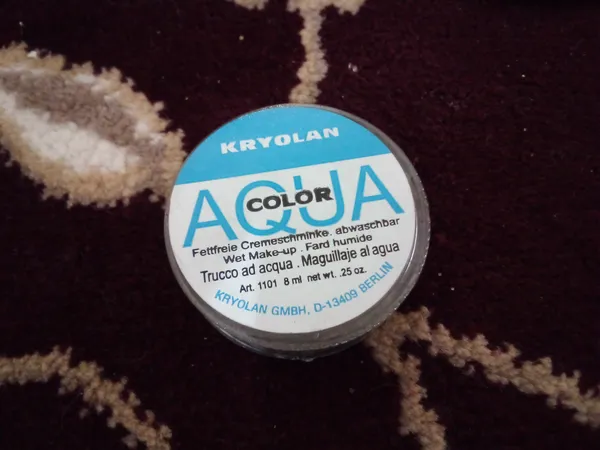 KRYOLAN
AQUA
COLOR
Fettfreie Cremeschminke. abwaschbar
Wet Make-up . Fard humide
Trucco ad acqua . Maquillaje al agua
Art. 1101 8 ml net wt. .25 oz.
KRYOLAN GMBH, D-13409 BERLIN